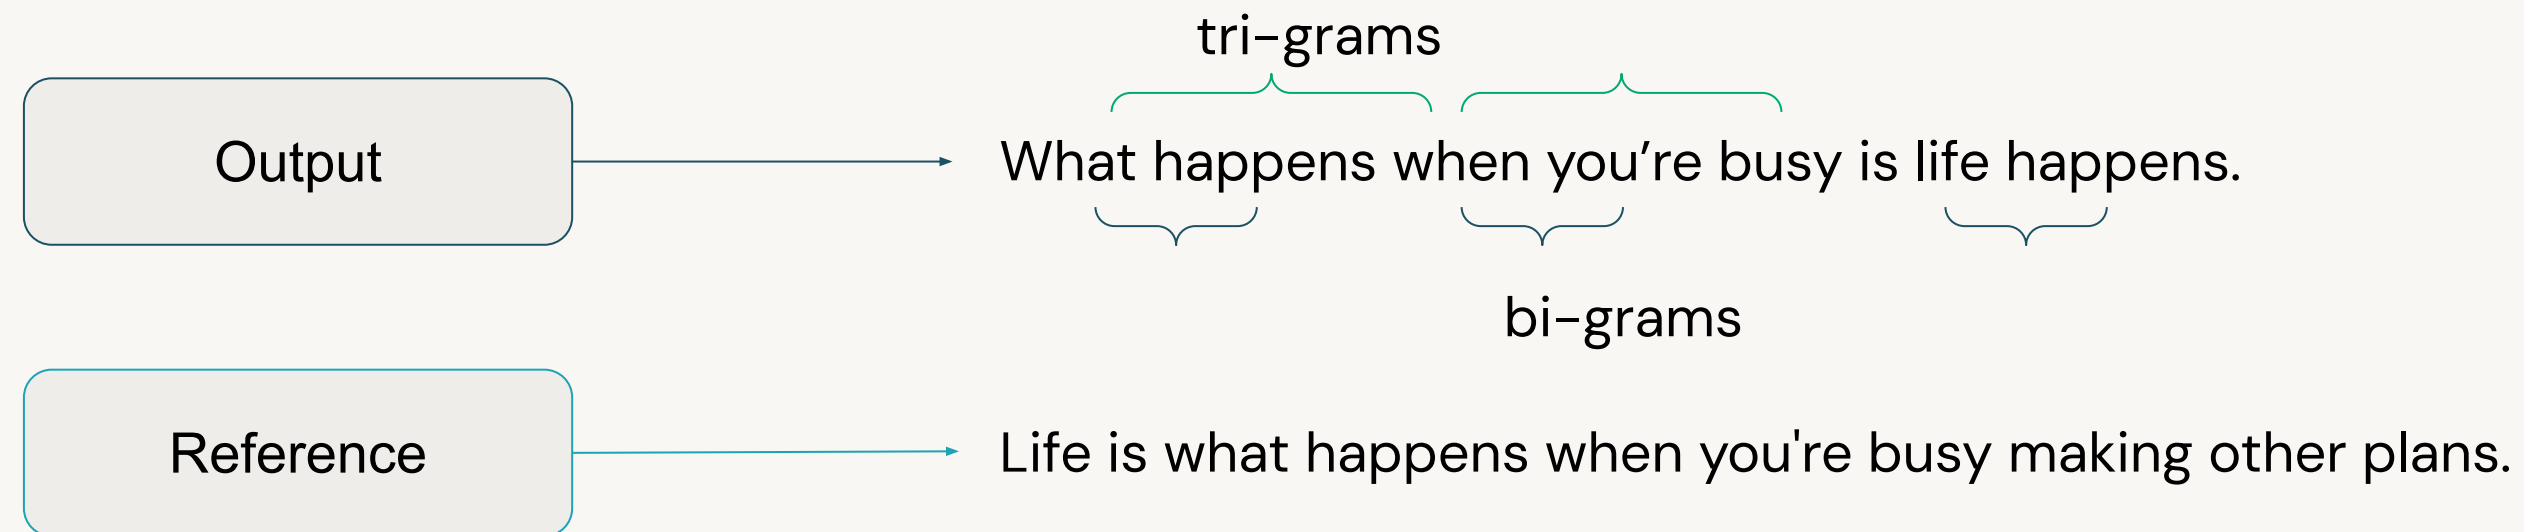 tri-grams
Output
What happens when you’re busy is life happens.
bi-grams
Reference
Life is what happens when you're busy making other plans.